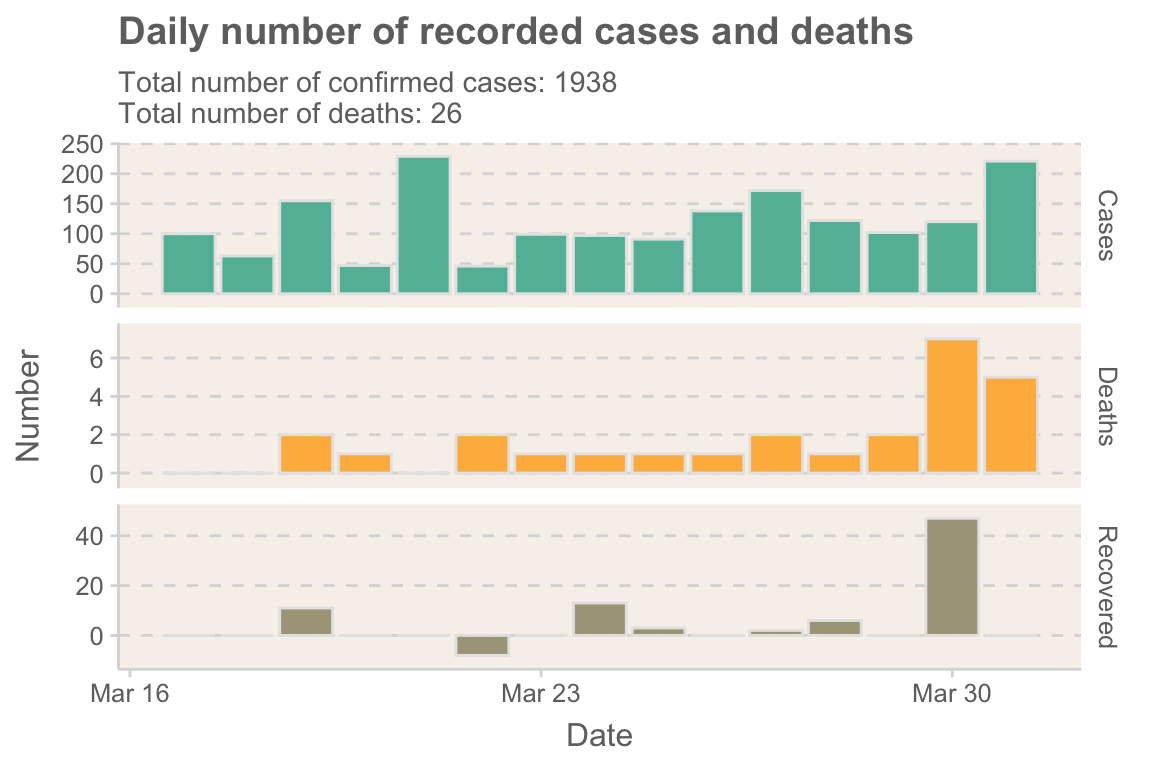 Daily number of recorded cases and deaths
Total number of confirmed cases: 1938
Total number of deaths: 26
250
200
150
100
50
0
Cases
6
4
2
0
Deaths
40
20
0
Recovered
Number
Mar 16
Mar 23
Mar 30
Date